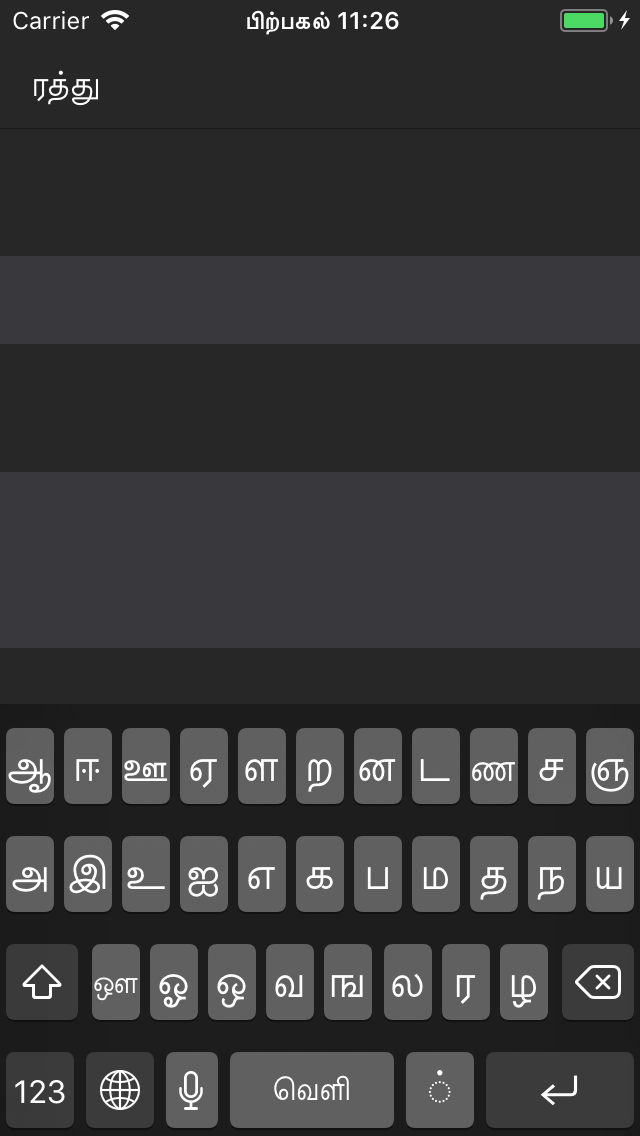 Carrier பிற்பகல் 11:26
ரத்து
ஆ ஈ ஊ ஏ ள ற ன ட ண ச ஞ
அ இ உ ஐ எ க ப ம த ந ய
ஔ ஓ ஒ வ ங ல ர ழ
123 வெளி ்